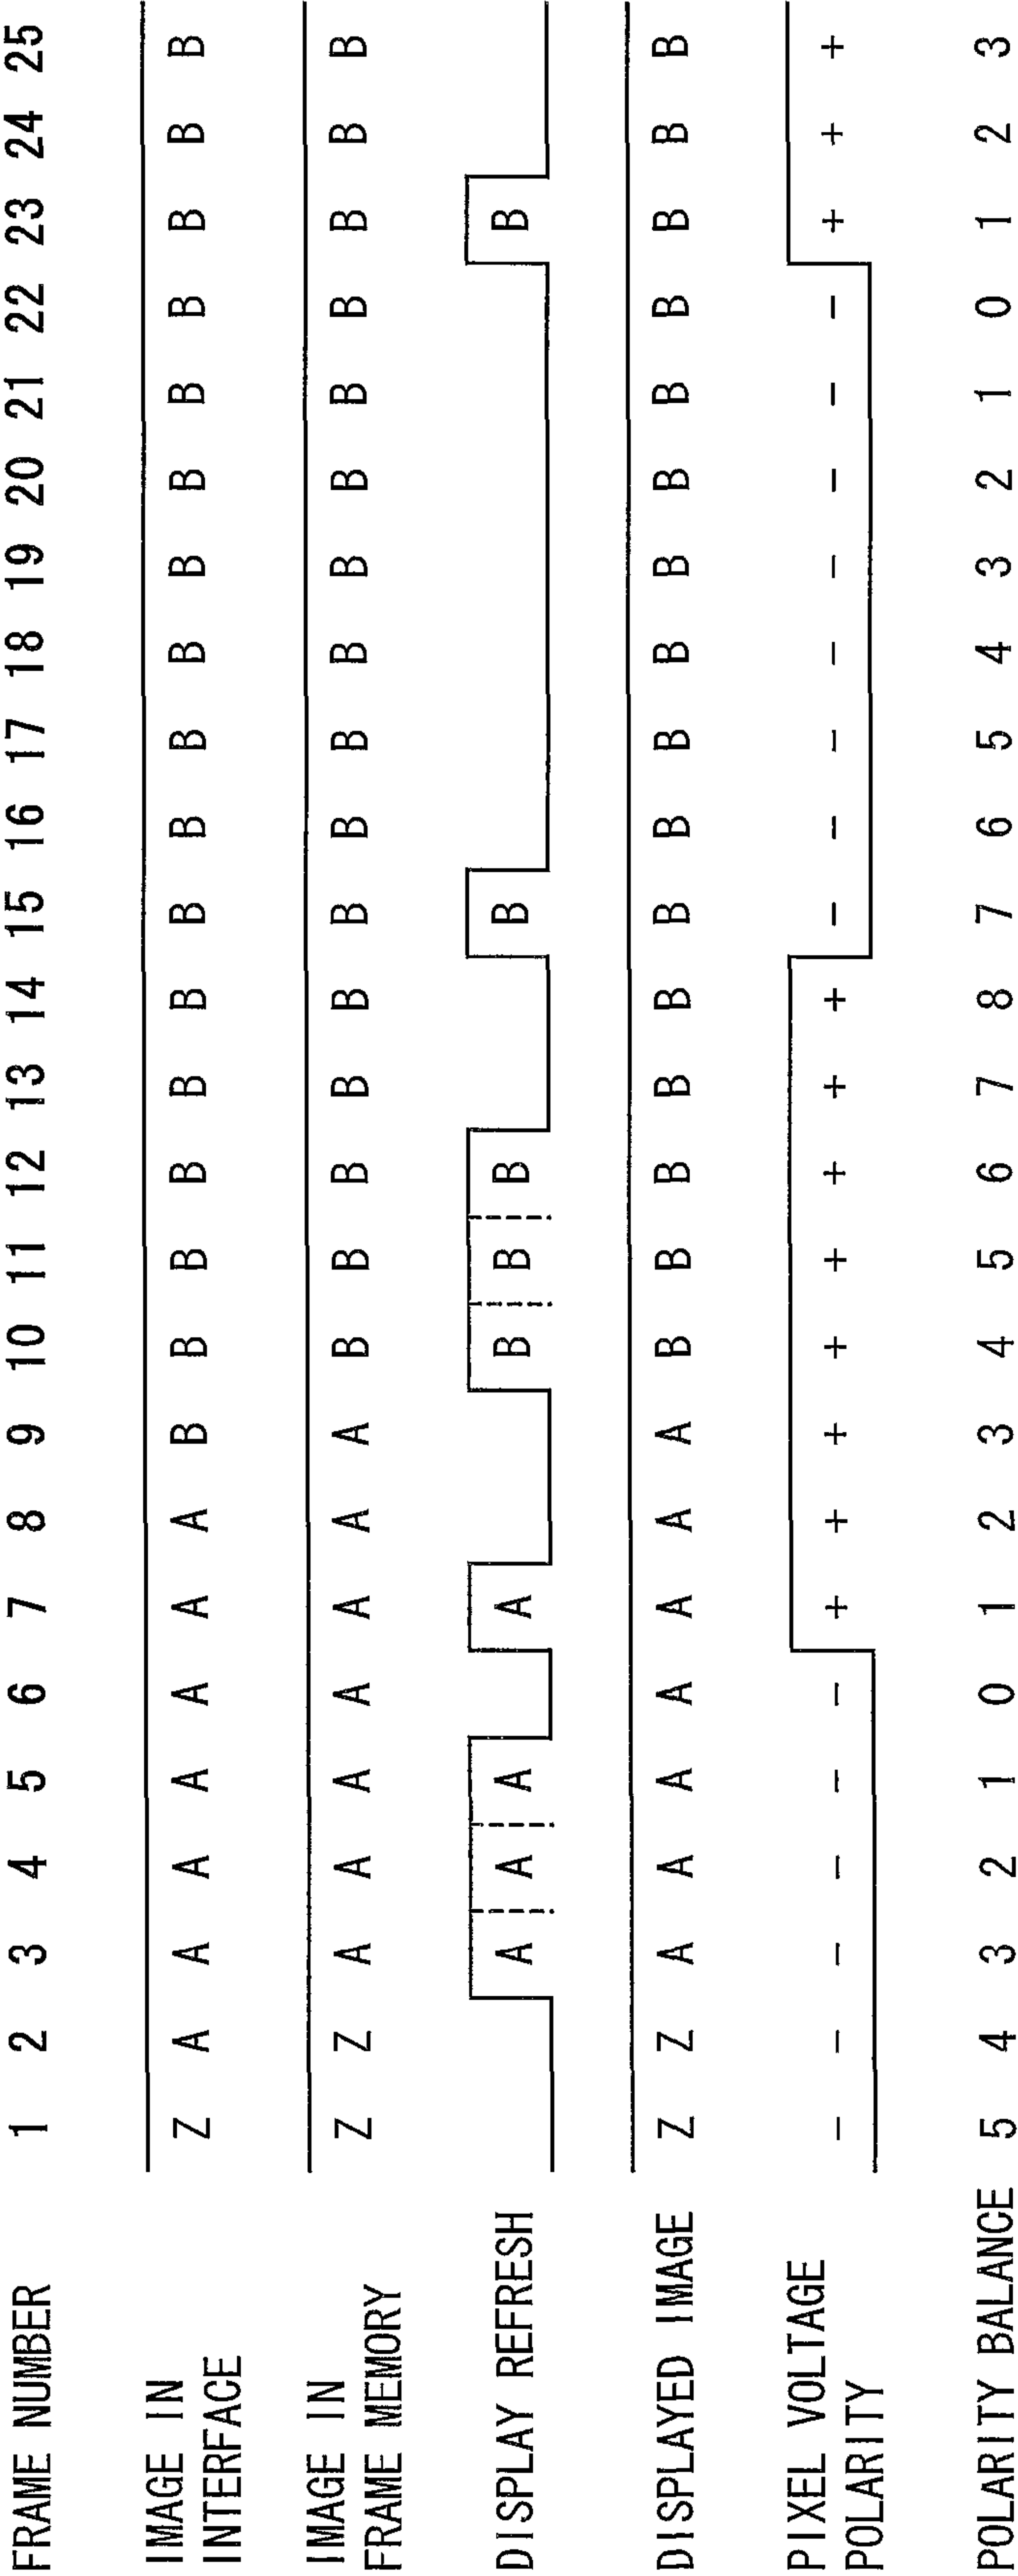 FRAME NUMBER 1 2 3 4 5 6 7 8 9 10 11 12 13 14 15 16 17 18 19 20 21 22 23 24 25
IMAGE IN
INTERFACE Z A A A A A A A B B B B B B B B B B B B B B B B B
IMAGE IN
FRAME MEMORY Z Z A A A A A A A B B B B B B B B B B B B B B B B
DISPLAY REFRESH A A A A B B B B B
DISPLAYED IMAGE Z Z A A A A A A A B B B B B B B B B B B B B B B B
PIXEL VOLTAGE
POLARITY - - - - - - + + + + + + + + - - - - - - - - + + +
POLARITY BALANCE 5 4 3 2 1 0 1 2 3 4 5 6 7 8 7 6 5 4 3 2 1 0 1 2 3